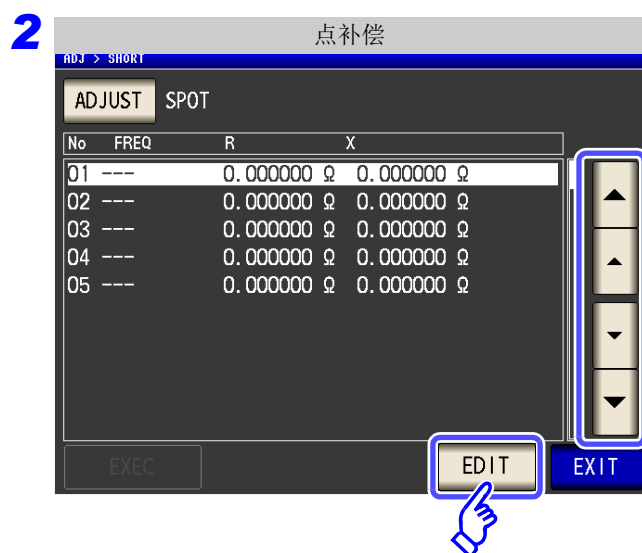 2
点补偿
ADJ > SHORT
ADJUST SPOT
No FREQ R X
01 --- 0.000000 Ω 0.000000 Ω
02 --- 0.000000 Ω 0.000000 Ω
03 --- 0.000000 Ω 0.000000 Ω
04 --- 0.000000 Ω 0.000000 Ω
05 --- 0.000000 Ω 0.000000 Ω
EXEC EDIT EXIT